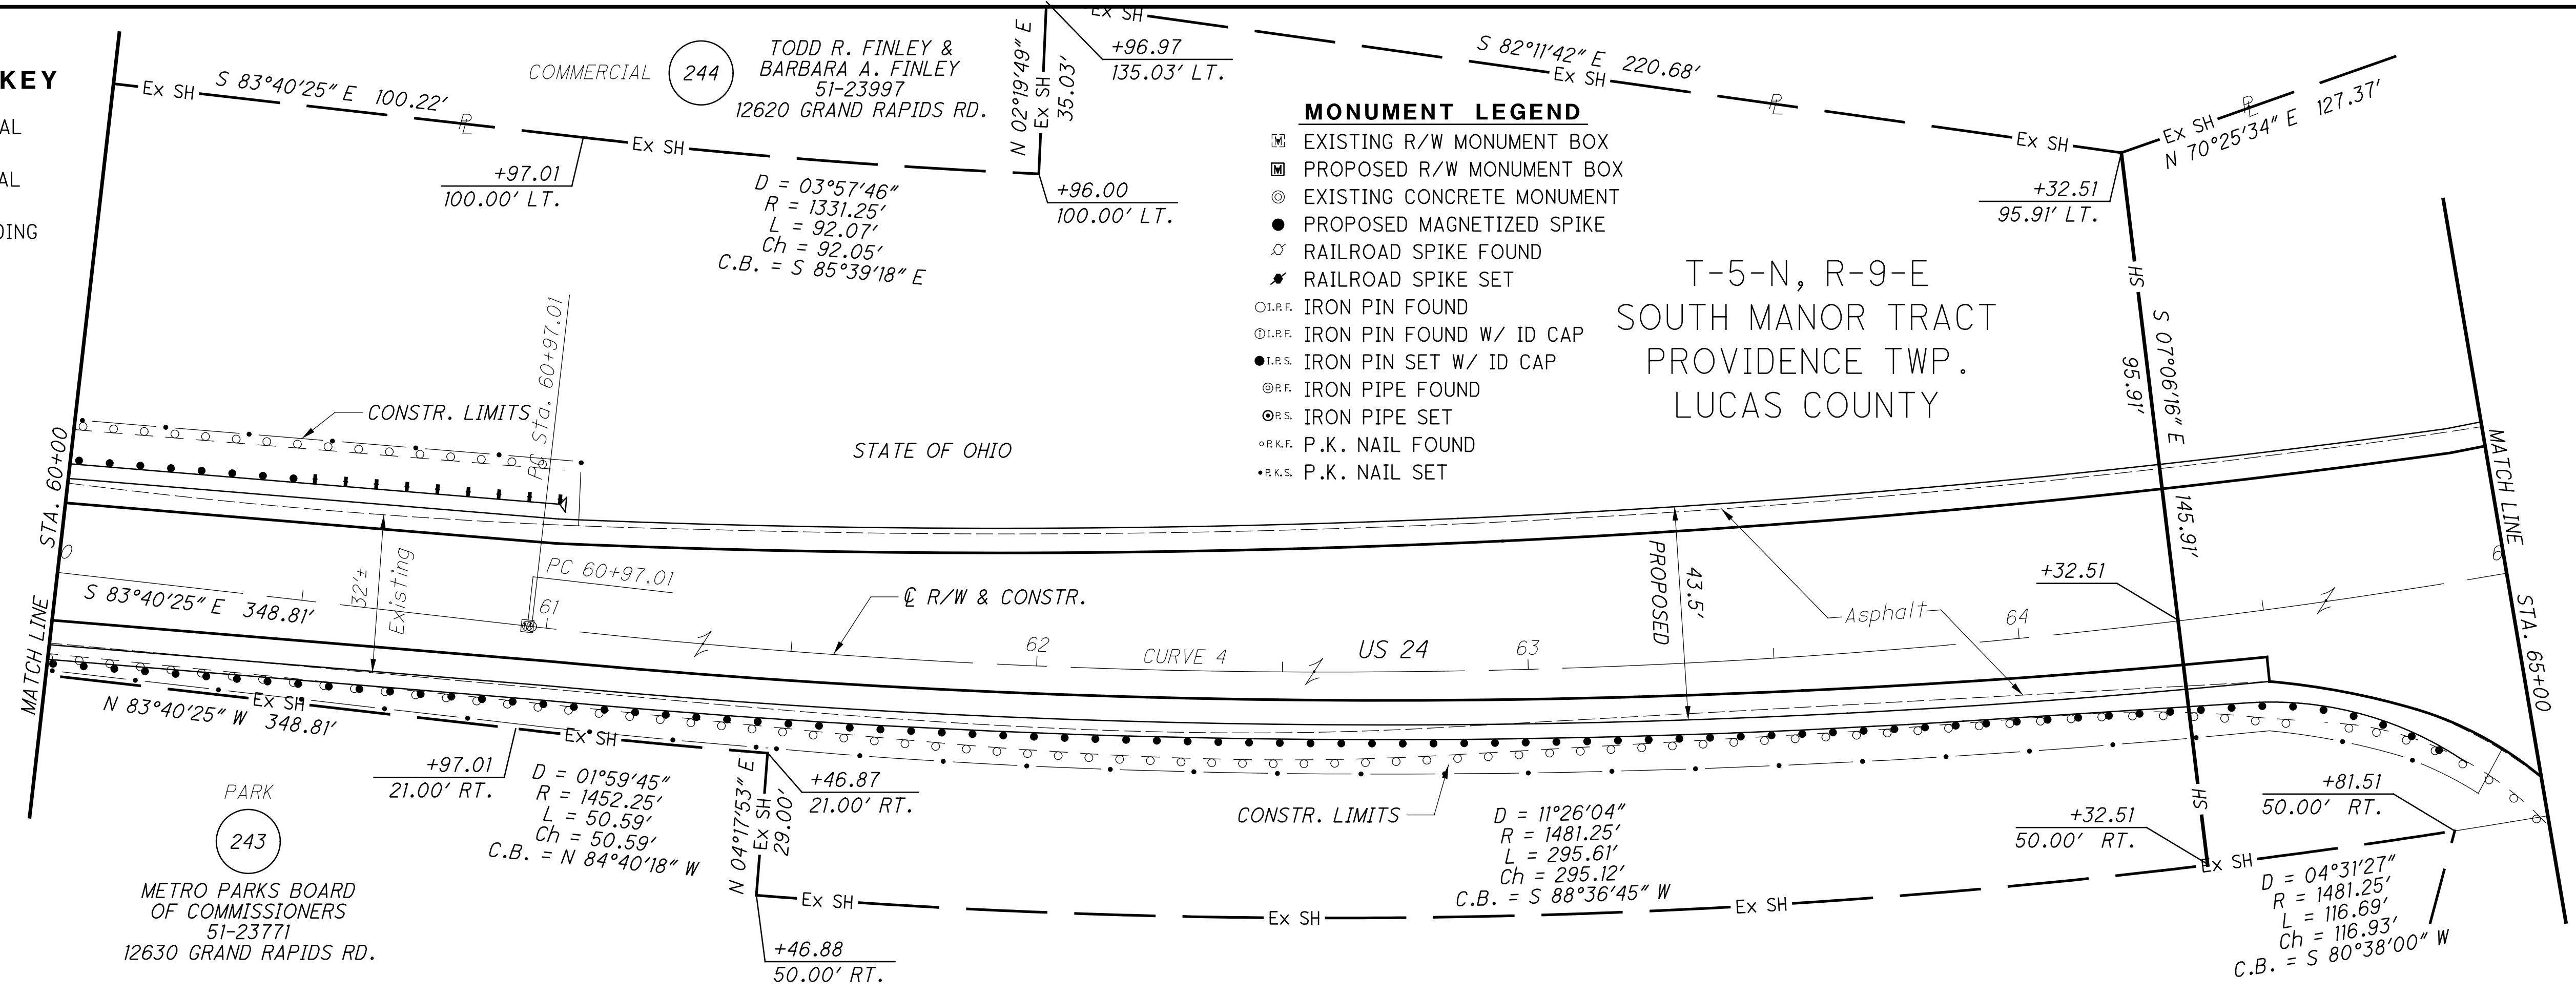 KEY
AL
AL
DING
Ex SH
S 83°40'25" E 100.22'
PL
Ex SH
+97.01
100.00' LT.
COMMERCIAL
244
TODD R. FINLEY &
BARBARA A. FINLEY
51-23997
12620 GRAND RAPIDS RD.
D = 03°57'46"
R = 1331.25'
L = 92.07'
Ch = 92.05'
C.B. = S 85°39'18" E
N 02°19'49" E
Ex SH
35.03'
+96.97
135.03' LT.
+96.00
100.00' LT.
Ex SH
S 82°11'42" E 220.68'
Ex SH
PL
Ex SH
Ex SH
PL
N 70°25'34" E 127.37'
+32.51
95.91' LT.
MONUMENT LEGEND
EXISTING R/W MONUMENT BOX
PROPOSED R/W MONUMENT BOX
EXISTING CONCRETE MONUMENT
PROPOSED MAGNETIZED SPIKE
RAILROAD SPIKE FOUND
RAILROAD SPIKE SET
I.P.F. IRON PIN FOUND
I.P.F. IRON PIN FOUND W/ ID CAP
I.P.S. IRON PIN SET W/ ID CAP
P.F. IRON PIPE FOUND
P.S. IRON PIPE SET
P.K.F. P.K. NAIL FOUND
P.K.S. P.K. NAIL SET
T-5-N, R-9-E
SOUTH MANOR TRACT
PROVIDENCE TWP.
LUCAS COUNTY
SH
S 07°06'16" E
95.91'
145.91'
SH
CONSTR. LIMITS
PC Sta. 60+97.01
STATE OF OHIO
MATCH LINE STA. 60+00
0
S 83°40'25" E 348.81'
32'±
Existing
PC 60+97.01
61
CL R/W & CONSTR.
62
CURVE 4
US 24
63
PROPOSED
43.5'
Asphalt
64
+32.51
6
MATCH LINE STA. 65+00
Ex SH
N 83°40'25" W 348.81'
Ex SH
+97.01
21.00' RT.
PARK
243
METRO PARKS BOARD
OF COMMISSIONERS
51-23771
12630 GRAND RAPIDS RD.
D = 01°59'45"
R = 1452.25'
L = 50.59'
Ch = 50.59'
C.B. = N 84°40'18" W
N 04°17'53" E
Ex SH
29.00'
+46.87
21.00' RT.
+46.88
50.00' RT.
Ex SH
CONSTR. LIMITS
D = 11°26'04"
R = 1481.25'
L = 295.61'
Ch = 295.12'
C.B. = S 88°36'45" W
Ex SH
Ex SH
+32.51
50.00' RT.
+81.51
50.00' RT.
Ex SH
D = 04°31'27"
R = 1481.25'
L = 116.69'
Ch = 116.93'
C.B. = S 80°38'00" W